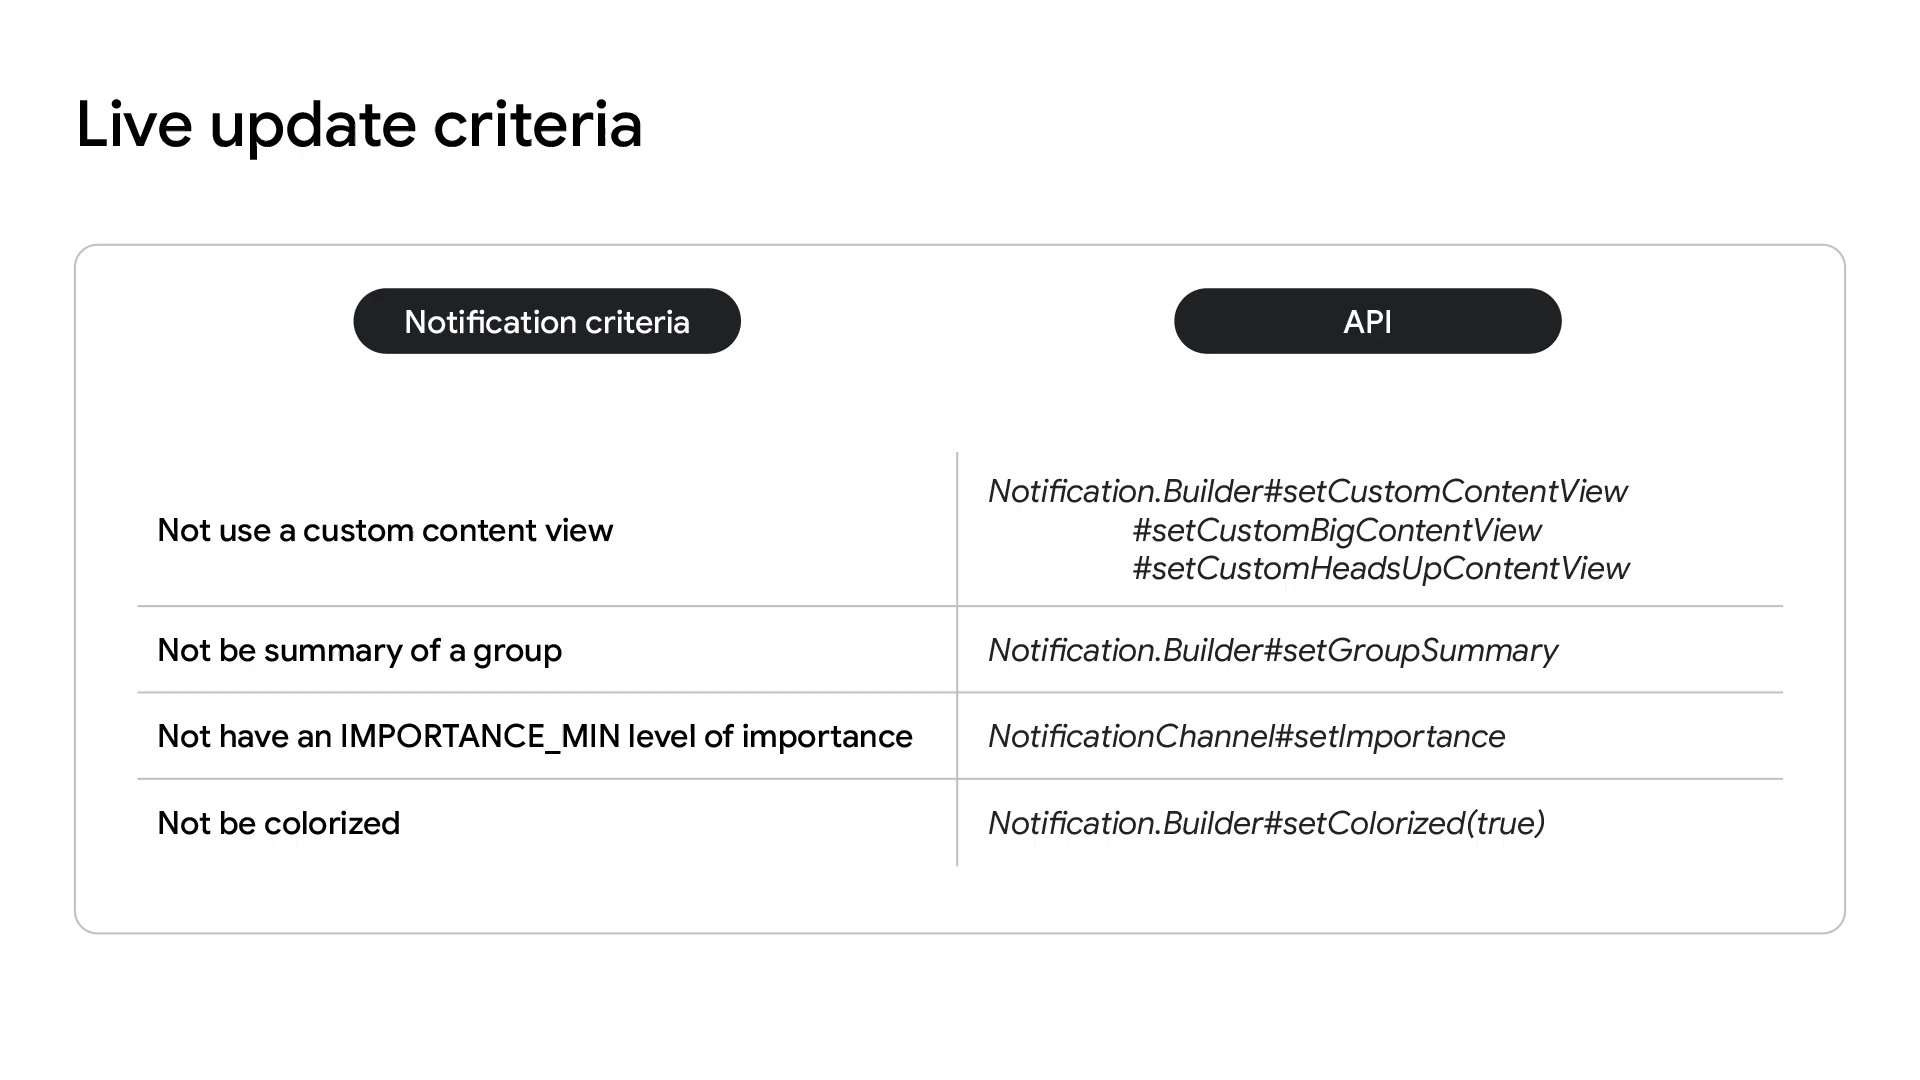 Live update criteria
Notification criteria
API
Not use a custom content view
Notification.Builder#setCustomContentView
#setCustomBigContentView
#setCustomHeadsUpContentView
Not be summary of a group
Notification.Builder#setGroupSummary
Not have an IMPORTANCE_MIN level of importance
NotificationChannel#setImportance
Not be colorized
Notification.Builder#setColorized(true)